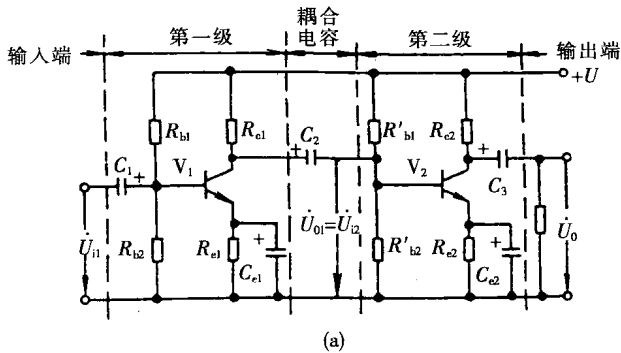 耦合
第一级
电容
第二级
输入端
输出端
+U
R_b1
R_c1
+
C_2
R'_b1
R_c2
+
C_1
+
V_1
V_2
C_3
U̇_i1
R_b2
R_e1
+
C_e1
U̇_01=U̇_i2
R'_b2
R_e2
+
C_e2
U̇_0
(a)